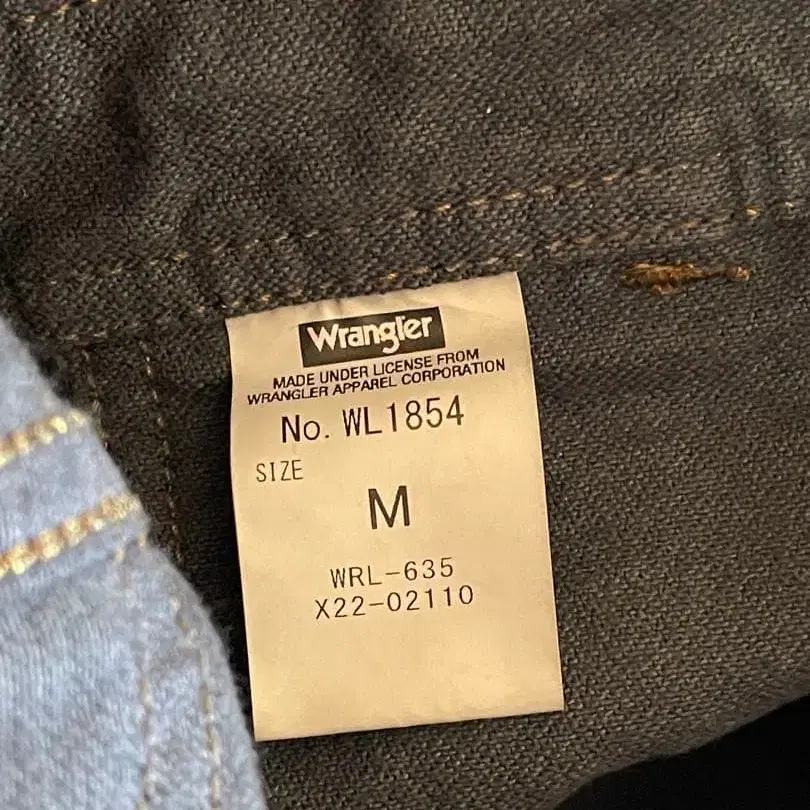 Wrangler
MADE UNDER LICENSE FROM
WRANGLER APPAREL CORPORATION
No. WL1854
SIZE
M
WRL-635
X22-02110